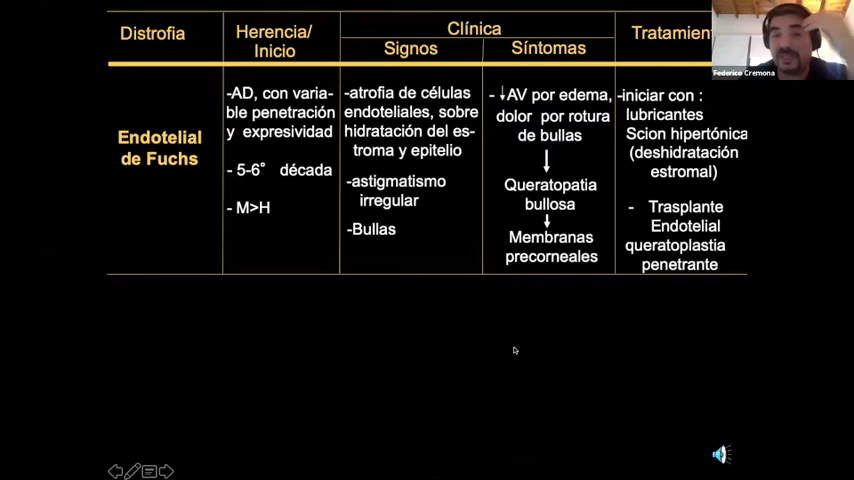 Distrofia
Herencia/
Inicio
Clínica
Signos
Síntomas
Tratamien
Federico Cremona
Endotelial
de Fuchs
-AD, con varia-
ble penetración
y expresividad
- 5-6° década
- M>H
-atrofia de células
endoteliales, sobre
hidratación del es-
troma y epitelio
-astigmatismo
irregular
-Bullas
- ↓AV por edema,
dolor por rotura
de bullas
Queratopatia
bullosa
Membranas
precorneales
-iniciar con :
lubricantes
Scion hipertónica
(deshidratación
estromal)
- Trasplante
Endotelial
queratoplastia
penetrante